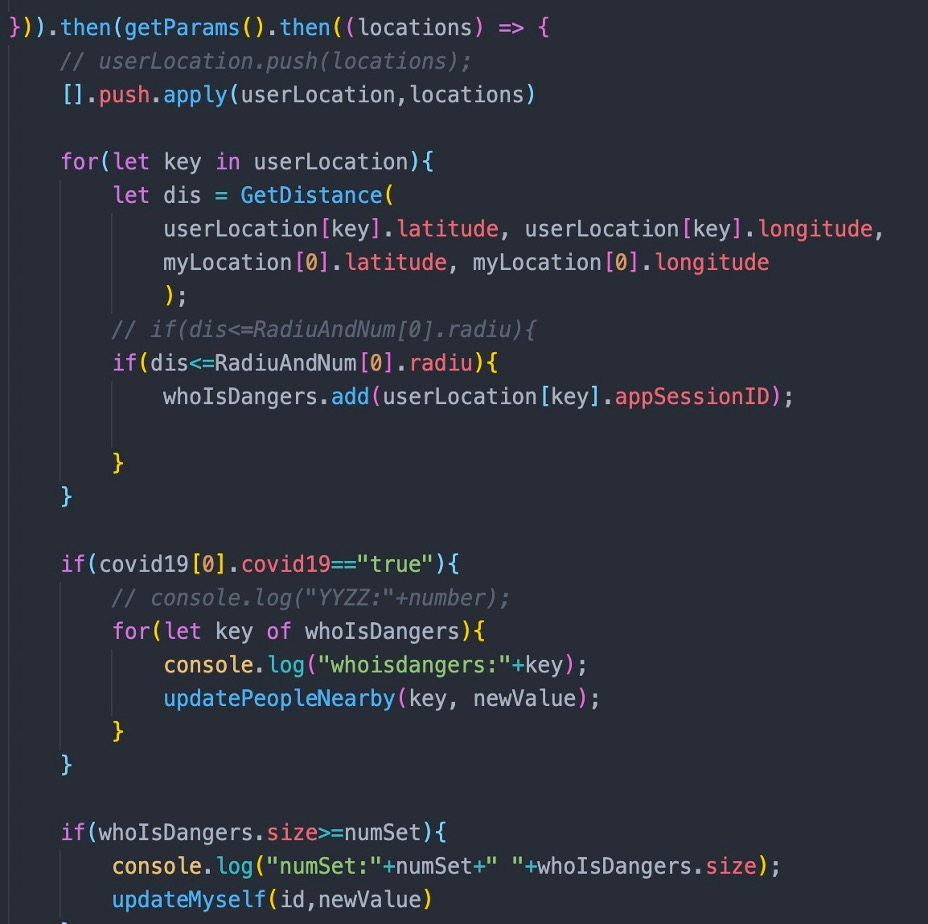 })).then(getParams().then((locations) => {
// userLocation.push(locations);
[].push.apply(userLocation,locations)
for(let key in userLocation){
let dis = GetDistance(
userLocation[key].latitude, userLocation[key].longitude,
myLocation[0].latitude, myLocation[0].longitude
);
// if(dis<=RadiuAndNum[0].radiu){
if(dis<=RadiuAndNum[0].radiu){
whoIsDangers.add(userLocation[key].appSessionID);
}
}
if(covid19[0].covid19=="true"){
// console.log("YYZZ:"+number);
for(let key of whoIsDangers){
console.log("whoisdangers:"+key);
updatePeopleNearby(key, newValue);
}
}
if(whoIsDangers.size>=numSet){
console.log("numSet:"+numSet+" "+whoIsDangers.size);
updateMyself(id,newValue)